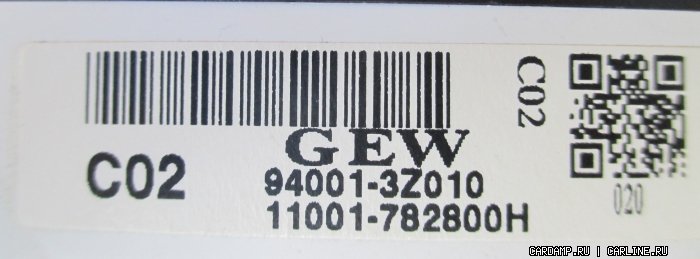 GEW
C02
94001-3Z010
11001-782800H
C02
020
CARDAMP.RU | CARLINE.RU